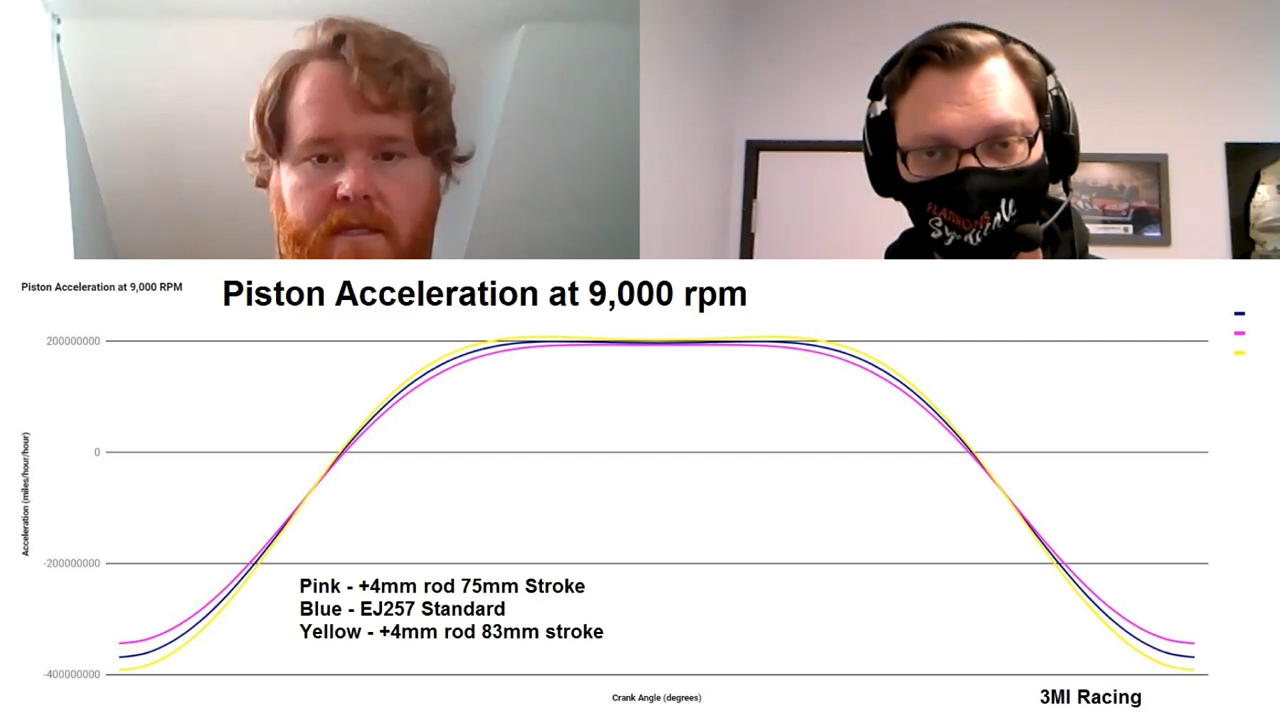 FLATIRONS
Piston Acceleration at 9,000 RPM
Piston Acceleration at 9,000 rpm
200000000
0
-200000000
-400000000
Acceleration (miles/hour/hour)
Pink - +4mm rod 75mm Stroke
Blue - EJ257 Standard
Yellow - +4mm rod 83mm stroke
Crank Angle (degrees)
3MI Racing